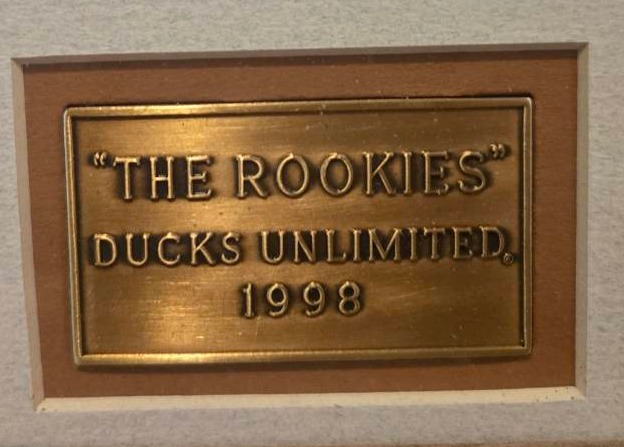 "THE ROOKIES"
DUCKS UNLIMITED®
1998